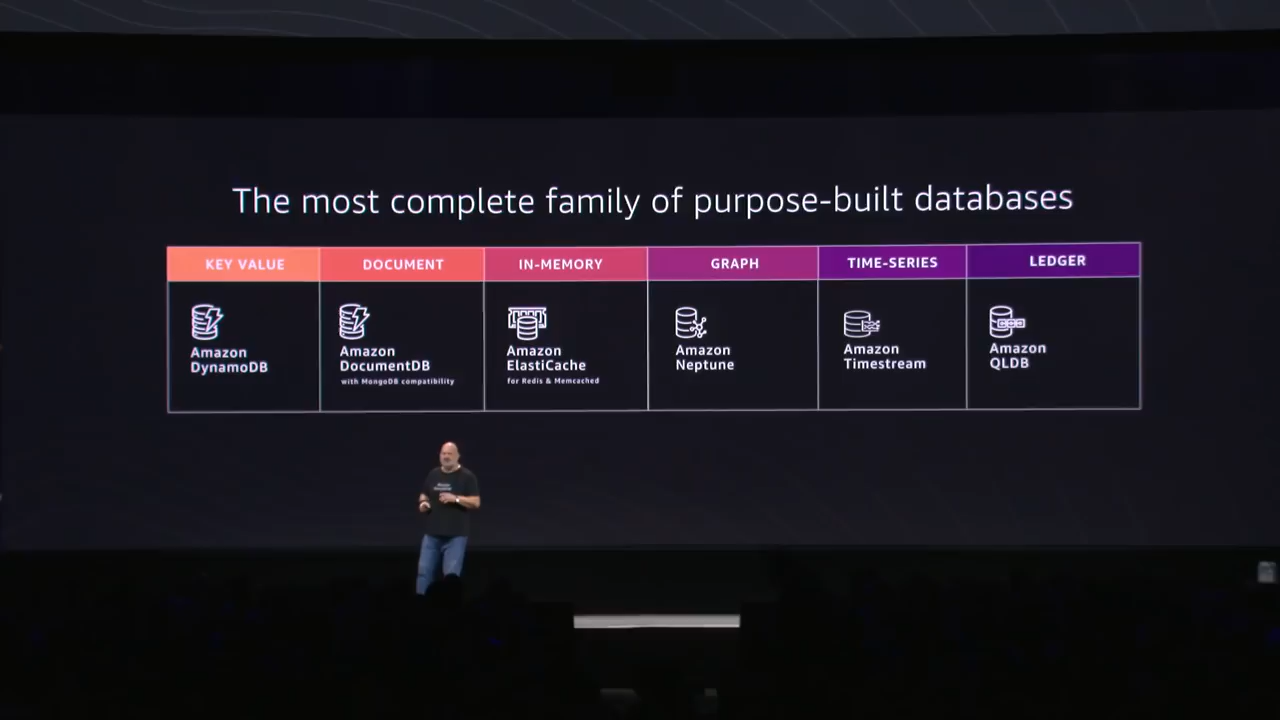 The most complete family of purpose-built databases
KEY VALUE
DOCUMENT
IN-MEMORY
GRAPH
TIME-SERIES
LEDGER
Amazon
DynamoDB
Amazon
DocumentDB
with MongoDB compatibility
Amazon
ElastiCache
for Redis & Memcached
Amazon
Neptune
Amazon
Timestream
Amazon
QLDB